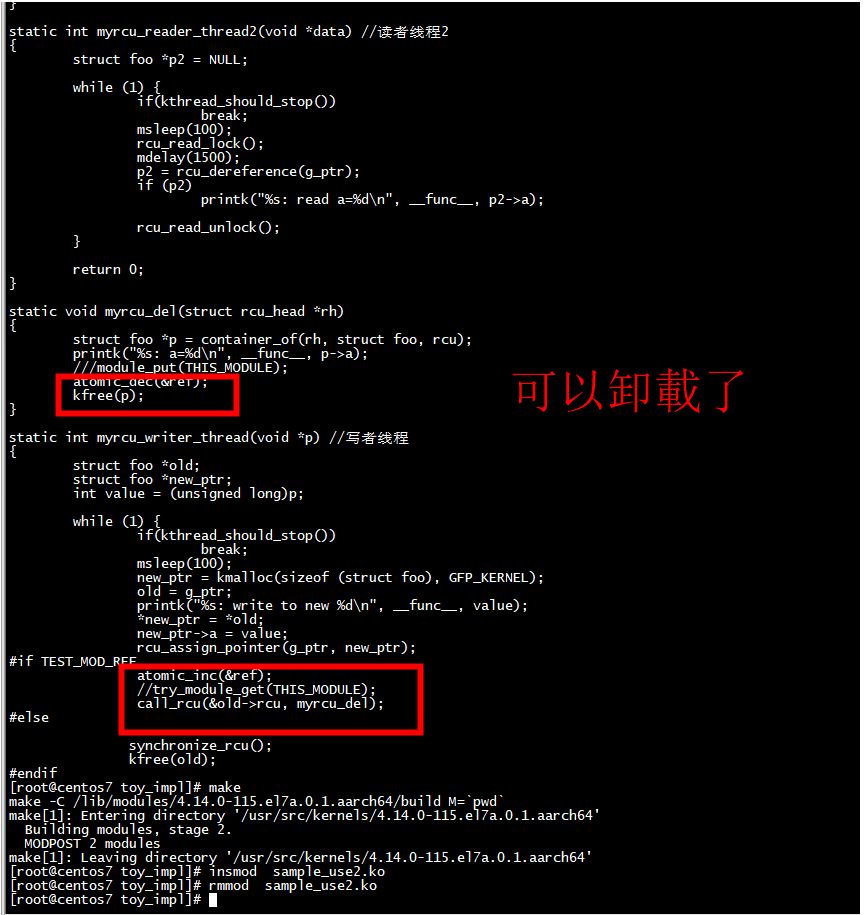 }
static int myrcu_reader_thread2(void *data) //读者线程2
{
        struct foo *p2 = NULL;
        while (1) {
                if(kthread_should_stop())
                        break;
                msleep(100);
                rcu_read_lock();
                mdelay(1500);
                p2 = rcu_dereference(g_ptr);
                if (p2)
                        printk("%s: read a=%d\n", __func__, p2->a);
                rcu_read_unlock();
        }
        return 0;
}
static void myrcu_del(struct rcu_head *rh)
{
        struct foo *p = container_of(rh, struct foo, rcu);
        printk("%s: a=%d\n", __func__, p->a);
        ///module_put(THIS_MODULE);
        atomic_dec(&ref);
        kfree(p);
}
可以卸載了
static int myrcu_writer_thread(void *p) //写者线程
{
        struct foo *old;
        struct foo *new_ptr;
        int value = (unsigned long)p;
        while (1) {
                if(kthread_should_stop())
                        break;
                msleep(100);
                new_ptr = kmalloc(sizeof (struct foo), GFP_KERNEL);
                old = g_ptr;
                printk("%s: write to new %d\n", __func__, value);
                *new_ptr = *old;
                new_ptr->a = value;
                rcu_assign_pointer(g_ptr, new_ptr);
#if TEST_MOD_REF
                atomic_inc(&ref);
                //try_module_get(THIS_MODULE);
                call_rcu(&old->rcu, myrcu_del);
#else
               synchronize_rcu();
               kfree(old);
#endif
[root@centos7 toy_impl]# make
make -C /lib/modules/4.14.0-115.el7a.0.1.aarch64/build M=`pwd`
make[1]: Entering directory '/usr/src/kernels/4.14.0-115.el7a.0.1.aarch64'
  Building modules, stage 2.
  MODPOST 2 modules
make[1]: Leaving directory '/usr/src/kernels/4.14.0-115.el7a.0.1.aarch64'
[root@centos7 toy_impl]# insmod  sample_use2.ko
[root@centos7 toy_impl]# rmmod  sample_use2.ko
[root@centos7 toy_impl]#